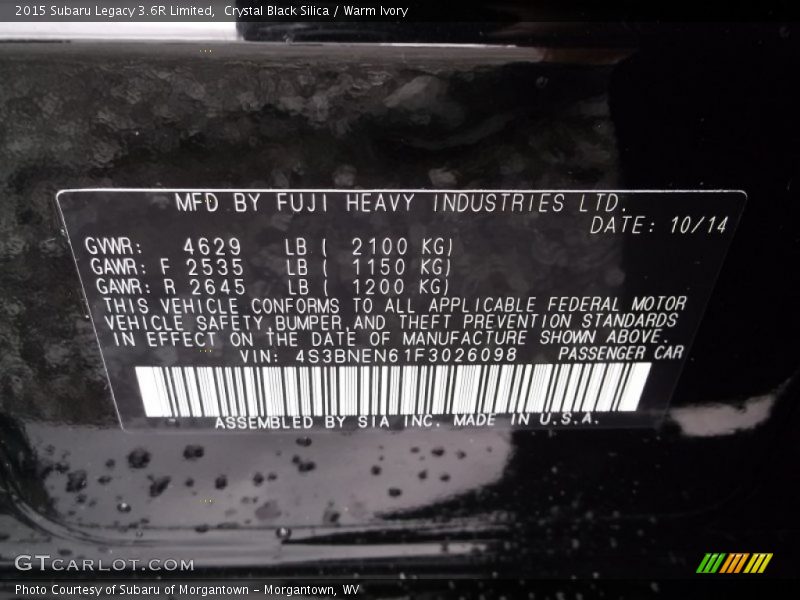 2015 Subaru Legacy 3.6R Limited, Crystal Black Silica / Warm Ivory
MFD BY FUJI HEAVY INDUSTRIES LTD.
DATE: 10/14
GVWR: 4629 LB ( 2100 KG)
GAWR: F 2535 LB ( 1150 KG)
GAWR: R 2645 LB ( 1200 KG)
THIS VEHICLE CONFORMS TO ALL APPLICABLE FEDERAL MOTOR
VEHICLE SAFETY,BUMPER,AND THEFT PREVENTION STANDARDS
IN EFFECT ON THE DATE OF MANUFACTURE SHOWN ABOVE.
VIN: 4S3BNEN61F3026098 PASSENGER CAR
ASSEMBLED BY SIA INC. MADE IN U.S.A.
GTCARLOT.COM
Photo Courtesy of Subaru of Morgantown - Morgantown, WV